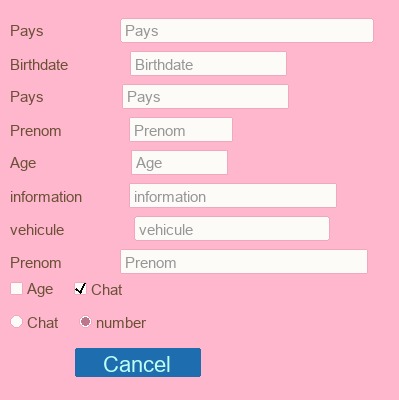 Pays Pays
Birthdate Birthdate
Pays Pays
Prenom Prenom
Age Age
information information
vehicule vehicule
Prenom Prenom
Age Chat
Chat number
Cancel